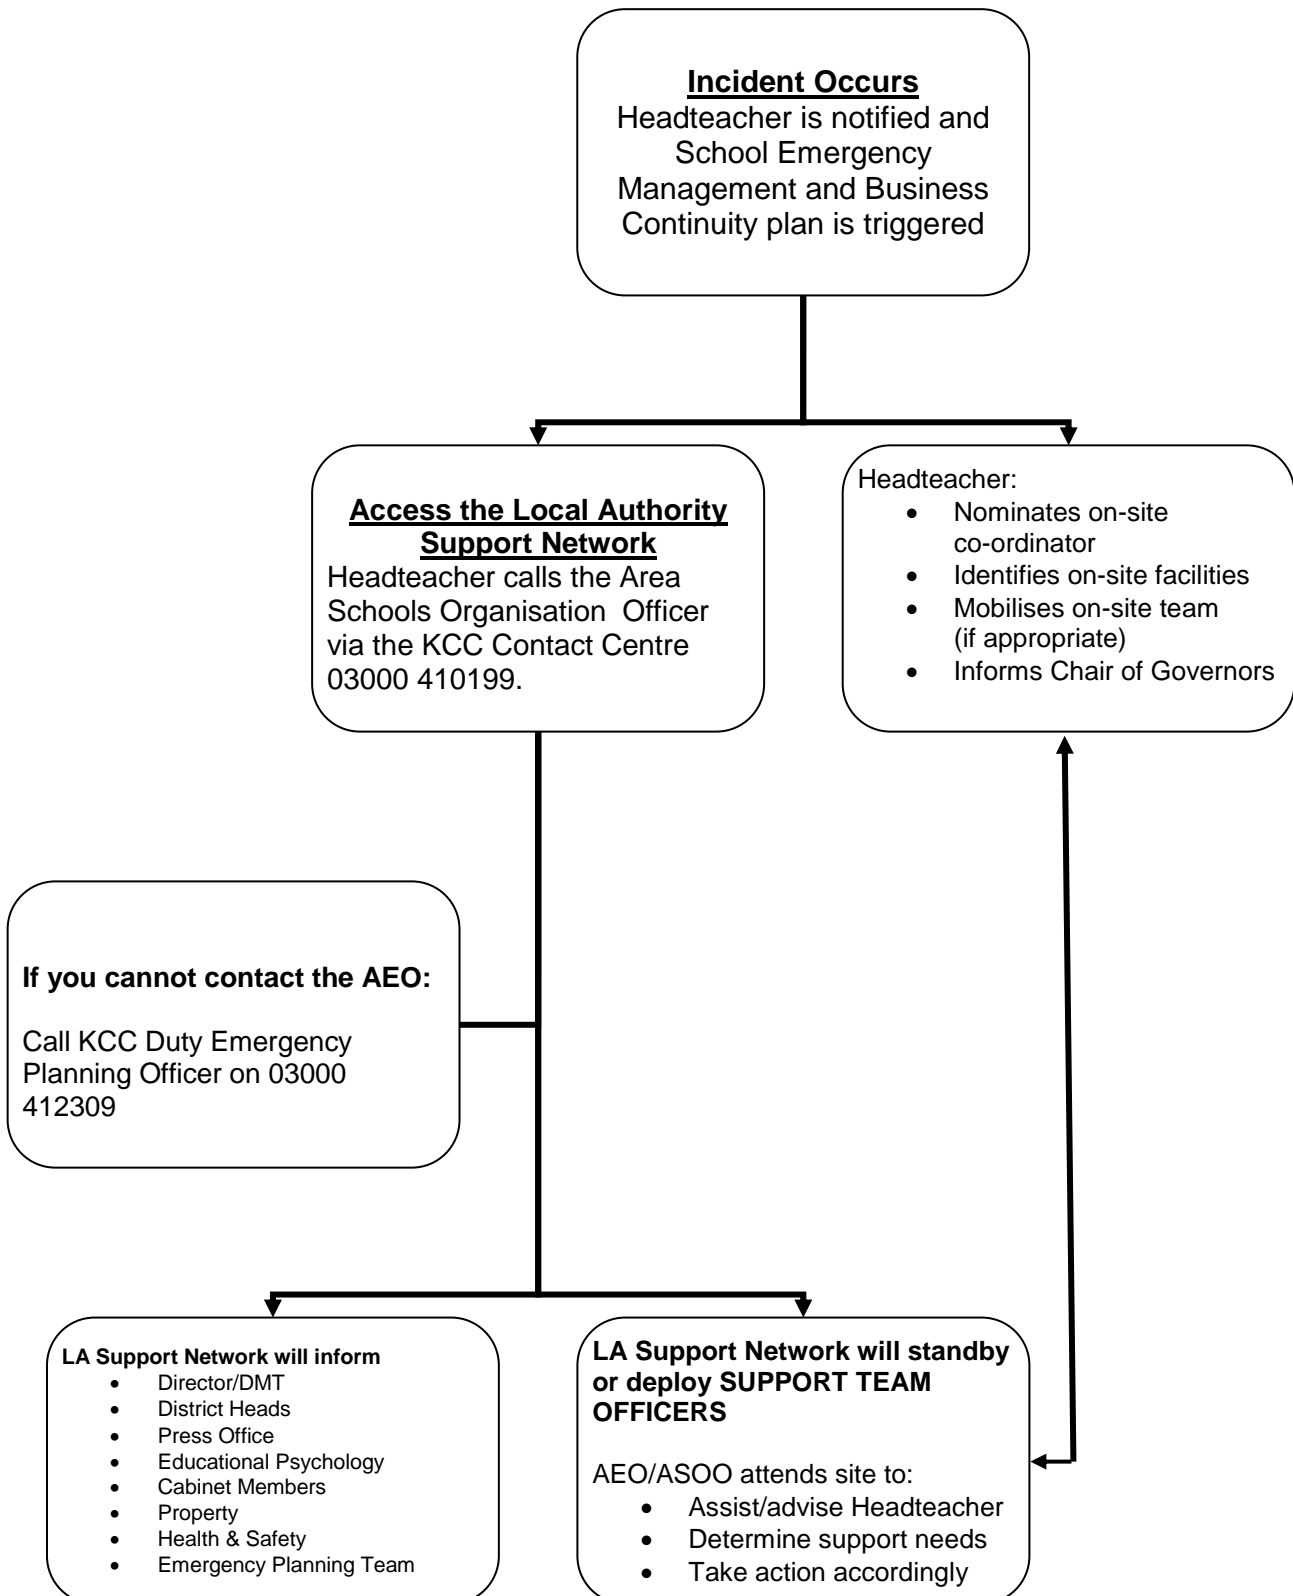 Incident Occurs
Headteacher is notified and
School Emergency
Management and Business
Continuity plan is triggered
Access the Local Authority
Support Network
Headteacher calls the Area
Schools Organisation Officer
via the KCC Contact Centre
03000 410199.
Headteacher:
• Nominates on-site
co-ordinator
• Identifies on-site facilities
• Mobilises on-site team
(if appropriate)
• Informs Chair of Governors
If you cannot contact the AEO:
Call KCC Duty Emergency
Planning Officer on 03000
412309
LA Support Network will inform
• Director/DMT
• District Heads
• Press Office
• Educational Psychology
• Cabinet Members
• Property
• Health & Safety
• Emergency Planning Team
LA Support Network will standby
or deploy SUPPORT TEAM
OFFICERS
AEO/ASOO attends site to:
• Assist/advise Headteacher
• Determine support needs
• Take action accordingly